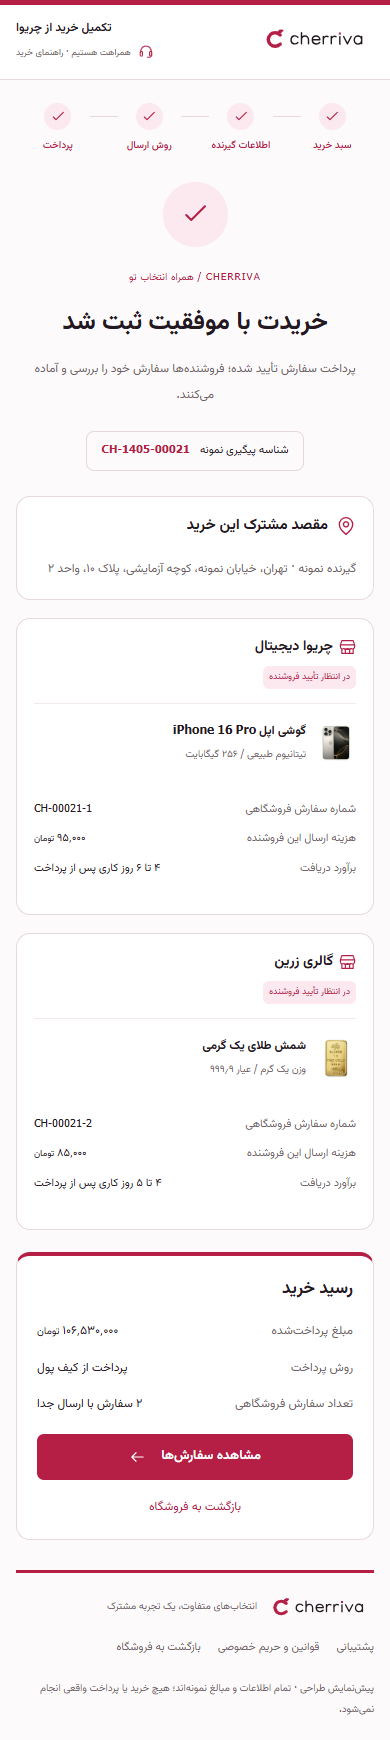 cherriva
تکمیل خرید از چریوا
همراهت هستیم · راهنمای خرید
سبد خرید
اطلاعات گیرنده
روش ارسال
پرداخت
CHERRIVA / همراه انتخاب تو
خریدت با موفقیت ثبت شد
پرداخت سفارش تأیید شده؛ فروشنده‌ها سفارش خود را بررسی و آماده
می‌کنند.
شناسه پیگیری نمونه CH-1405-00021
مقصد مشترک این خرید
گیرنده نمونه · تهران، خیابان نمونه، کوچه آزمایشی، پلاک ۱۰، واحد ۲
چریوا دیجیتال
در انتظار تأیید فروشنده
گوشی اپل iPhone 16 Pro
تیتانیوم طبیعی / ۲۵۶ گیگابایت
شماره سفارش فروشگاهی CH-00021-1
هزینه ارسال این فروشنده ۹۵,۰۰۰ تومان
برآورد دریافت ۴ تا ۶ روز کاری پس از پرداخت
گالری زرین
در انتظار تأیید فروشنده
شمش طلای یک گرمی
وزن یک گرم / عیار ۹۹۹٫۹
شماره سفارش فروشگاهی CH-00021-2
هزینه ارسال این فروشنده ۸۵,۰۰۰ تومان
برآورد دریافت ۴ تا ۵ روز کاری پس از پرداخت
رسید خرید
مبلغ پرداخت‌شده ۱۰۶,۵۳۰,۰۰۰ تومان
روش پرداخت پرداخت از کیف پول
تعداد سفارش فروشگاهی ۲ سفارش با ارسال جدا
مشاهده سفارش‌ها ←
بازگشت به فروشگاه
cherriva
انتخاب‌های متفاوت، یک تجربه مشترک
پشتیبانی قوانین و حریم خصوصی بازگشت به فروشگاه
پیش‌نمایش طراحی · تمام اطلاعات و مبالغ نمونه‌اند؛ هیچ خرید یا پرداخت واقعی انجام
نمی‌شود.